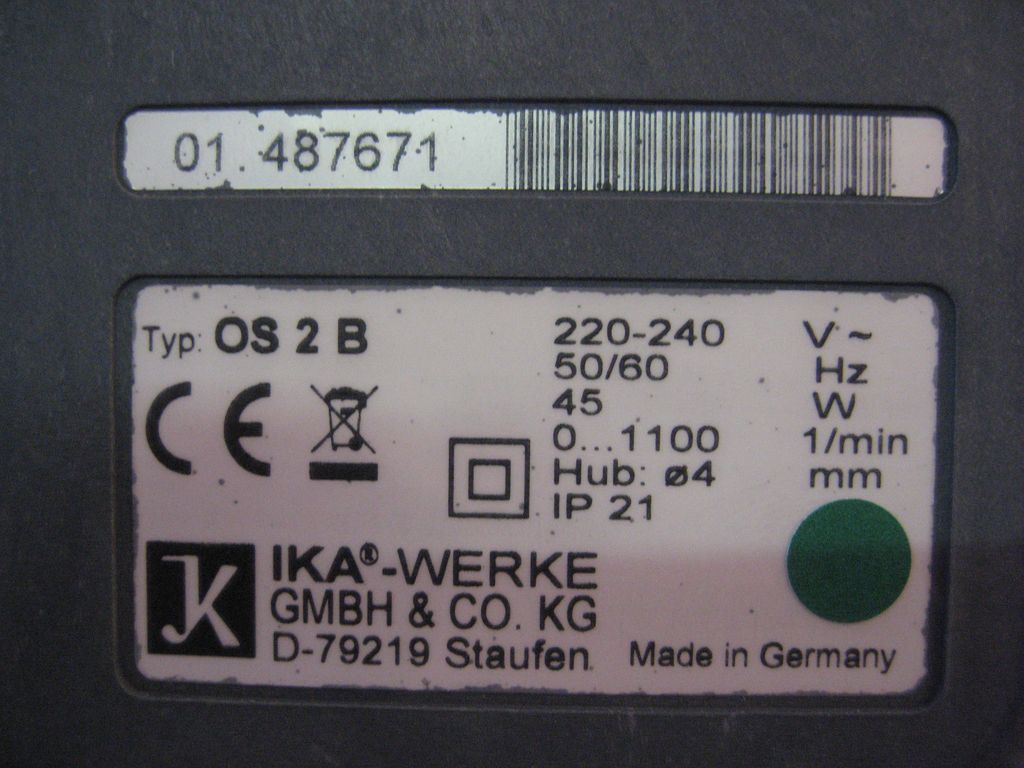 01. 487671
Typ: OS 2 B
220-240 V ~
50/60 Hz
45 W
0...1100 1/min
Hub: ø4 mm
IP 21
CE
IKA®-WERKE
GMBH & CO. KG
D-79219 Staufen
Made in Germany